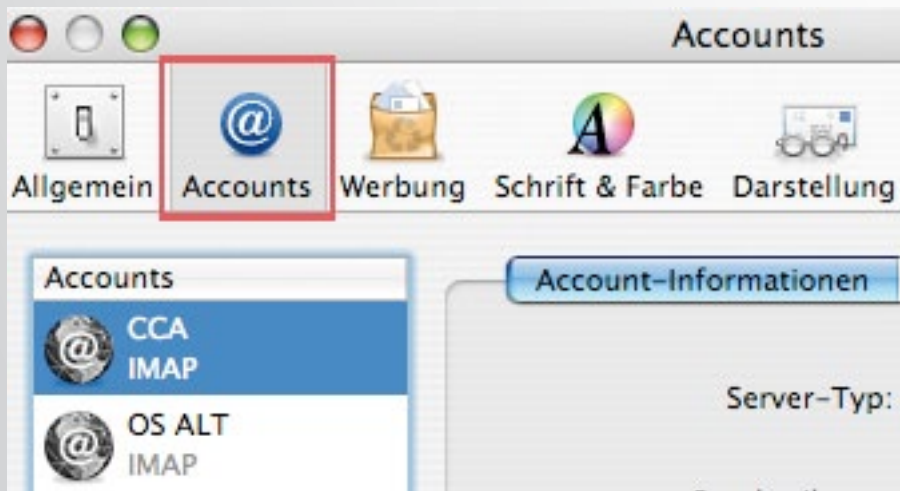 Accounts
Allgemein Accounts Werbung Schrift & Farbe Darstellung
Accounts
Account-Informationen
CCA
IMAP
Server-Typ:
OS ALT
IMAP